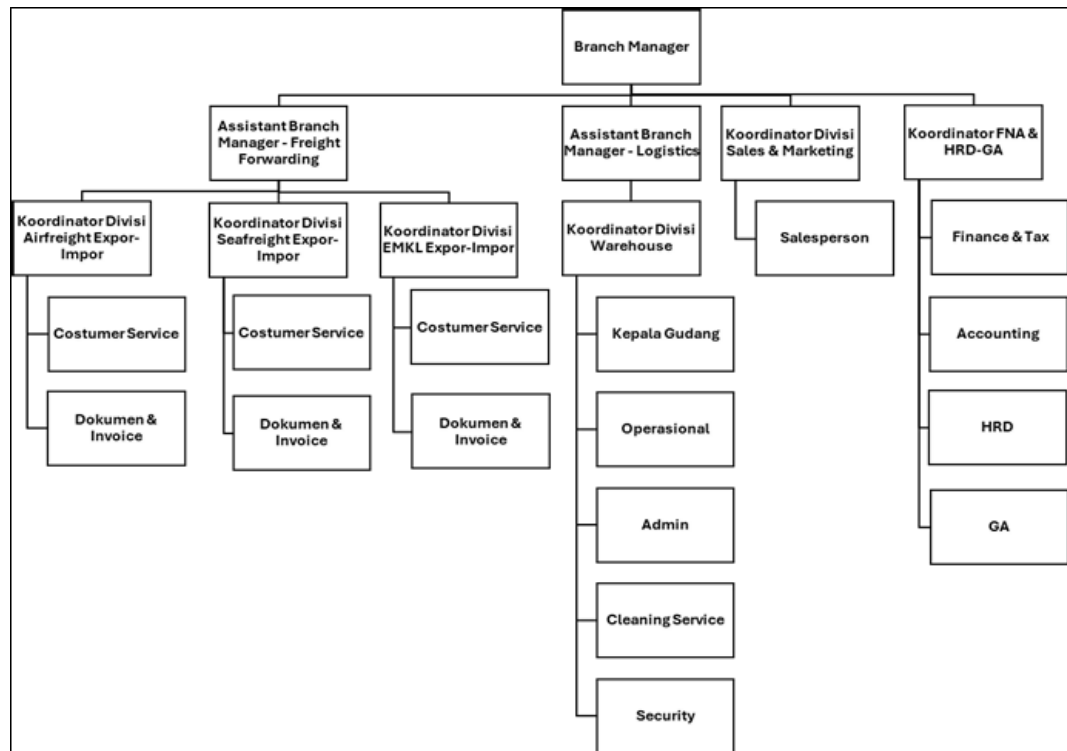 Branch Manager
Assistant Branch
Manager - Freight
Forwarding
Assistant Branch
Manager - Logistics
Koordinator Divisi
Sales & Marketing
Koordinator FNA &
HRD-GA
Koordinator Divisi
Airfreight Expor-
Impor
Koordinator Divisi
Seafreight Expor-
Impor
Koordinator Divisi
EMKL Expor-Impor
Koordinator Divisi
Warehouse
Salesperson
Finance & Tax
Costumer Service
Costumer Service
Costumer Service
Kepala Gudang
Accounting
Dokumen &
Invoice
Dokumen &
Invoice
Dokumen &
Invoice
Operasional
HRD
Admin
GA
Cleaning Service
Security